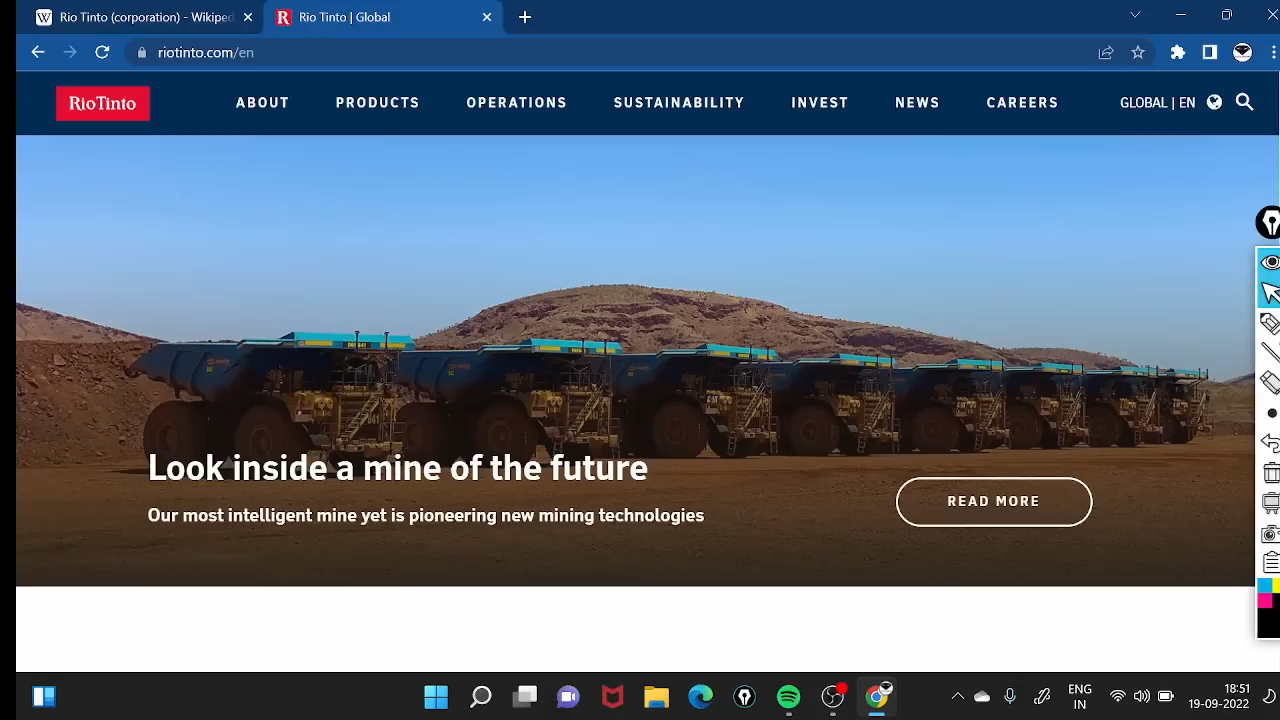 Rio Tinto (corporation) - Wikiped
Rio Tinto | Global
riotinto.com/en
RioTinto
ABOUT
PRODUCTS
OPERATIONS
SUSTAINABILITY
INVEST
NEWS
CAREERS
GLOBAL | EN
Look inside a mine of the future
Our most intelligent mine yet is pioneering new mining technologies
READ MORE
ENG
IN
18:51
19-09-2022